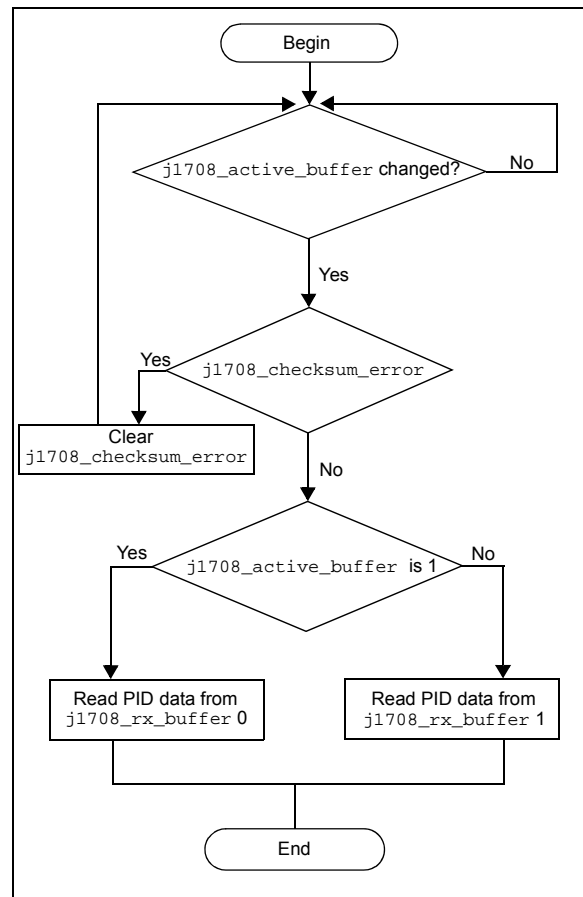 Begin
j1708_active_buffer changed?
No
Yes
Yes
j1708_checksum_error
Clear
j1708_checksum_error
No
Yes
No
j1708_active_buffer is 1
Read PID data from
j1708_rx_buffer 0
Read PID data from
j1708_rx_buffer 1
End